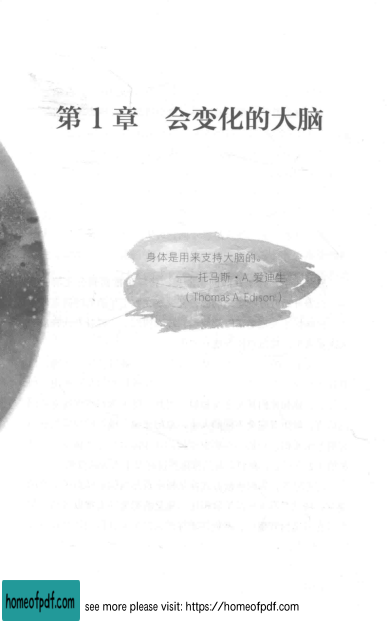 第1章 会变化的大脑
身体是用来支持大脑的。
——托马斯·A.爱迪生
（Thomas A. Edison）
homeofpdf.com
see more please visit: https://homeofpdf.com